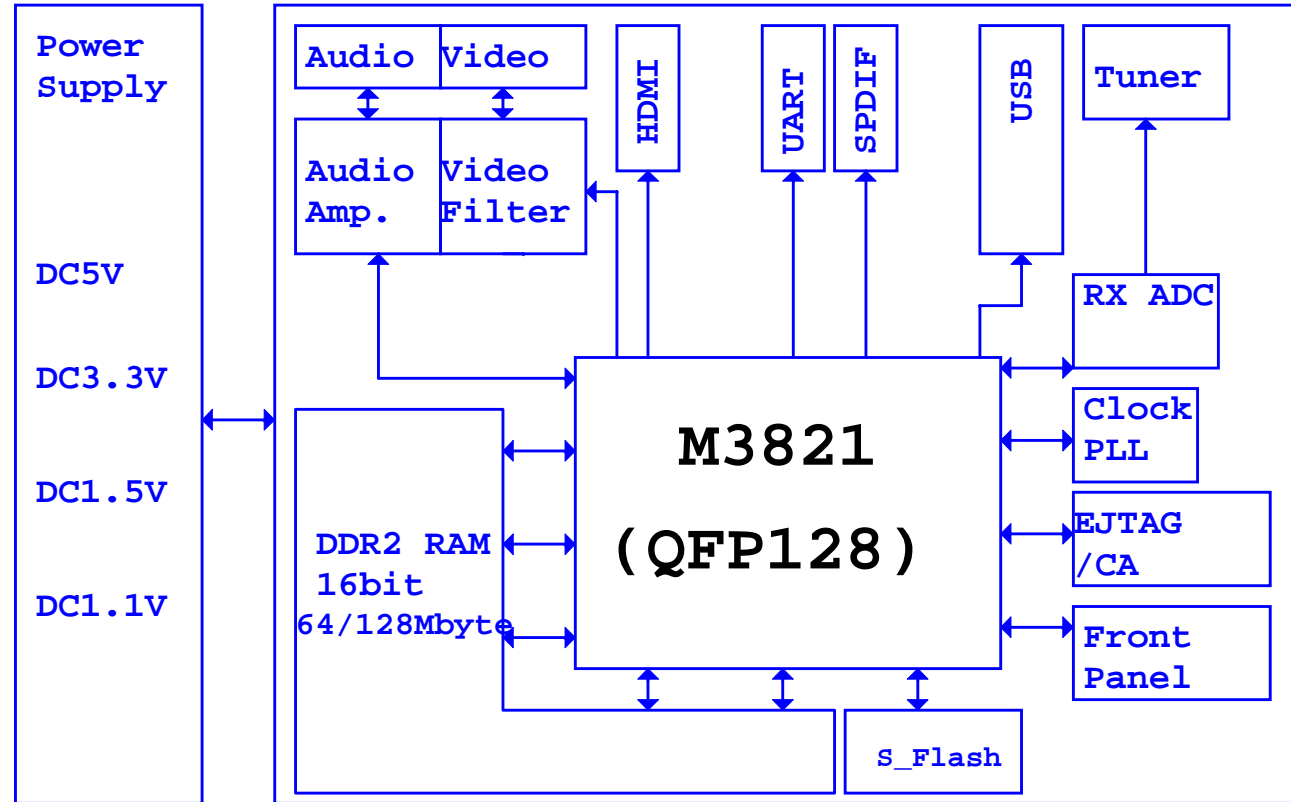 Power
Supply
DC5V
DC3.3V
DC1.5V
DC1.1V
Audio
Video
Audio
Amp.
Video
Filter
HDMI
UART
SPDIF
USB
Tuner
RX ADC
Clock
PLL
EJTAG
/CA
Front
Panel
M3821
(QFP128)
DDR2 RAM
16bit
64/128Mbyte
S_Flash